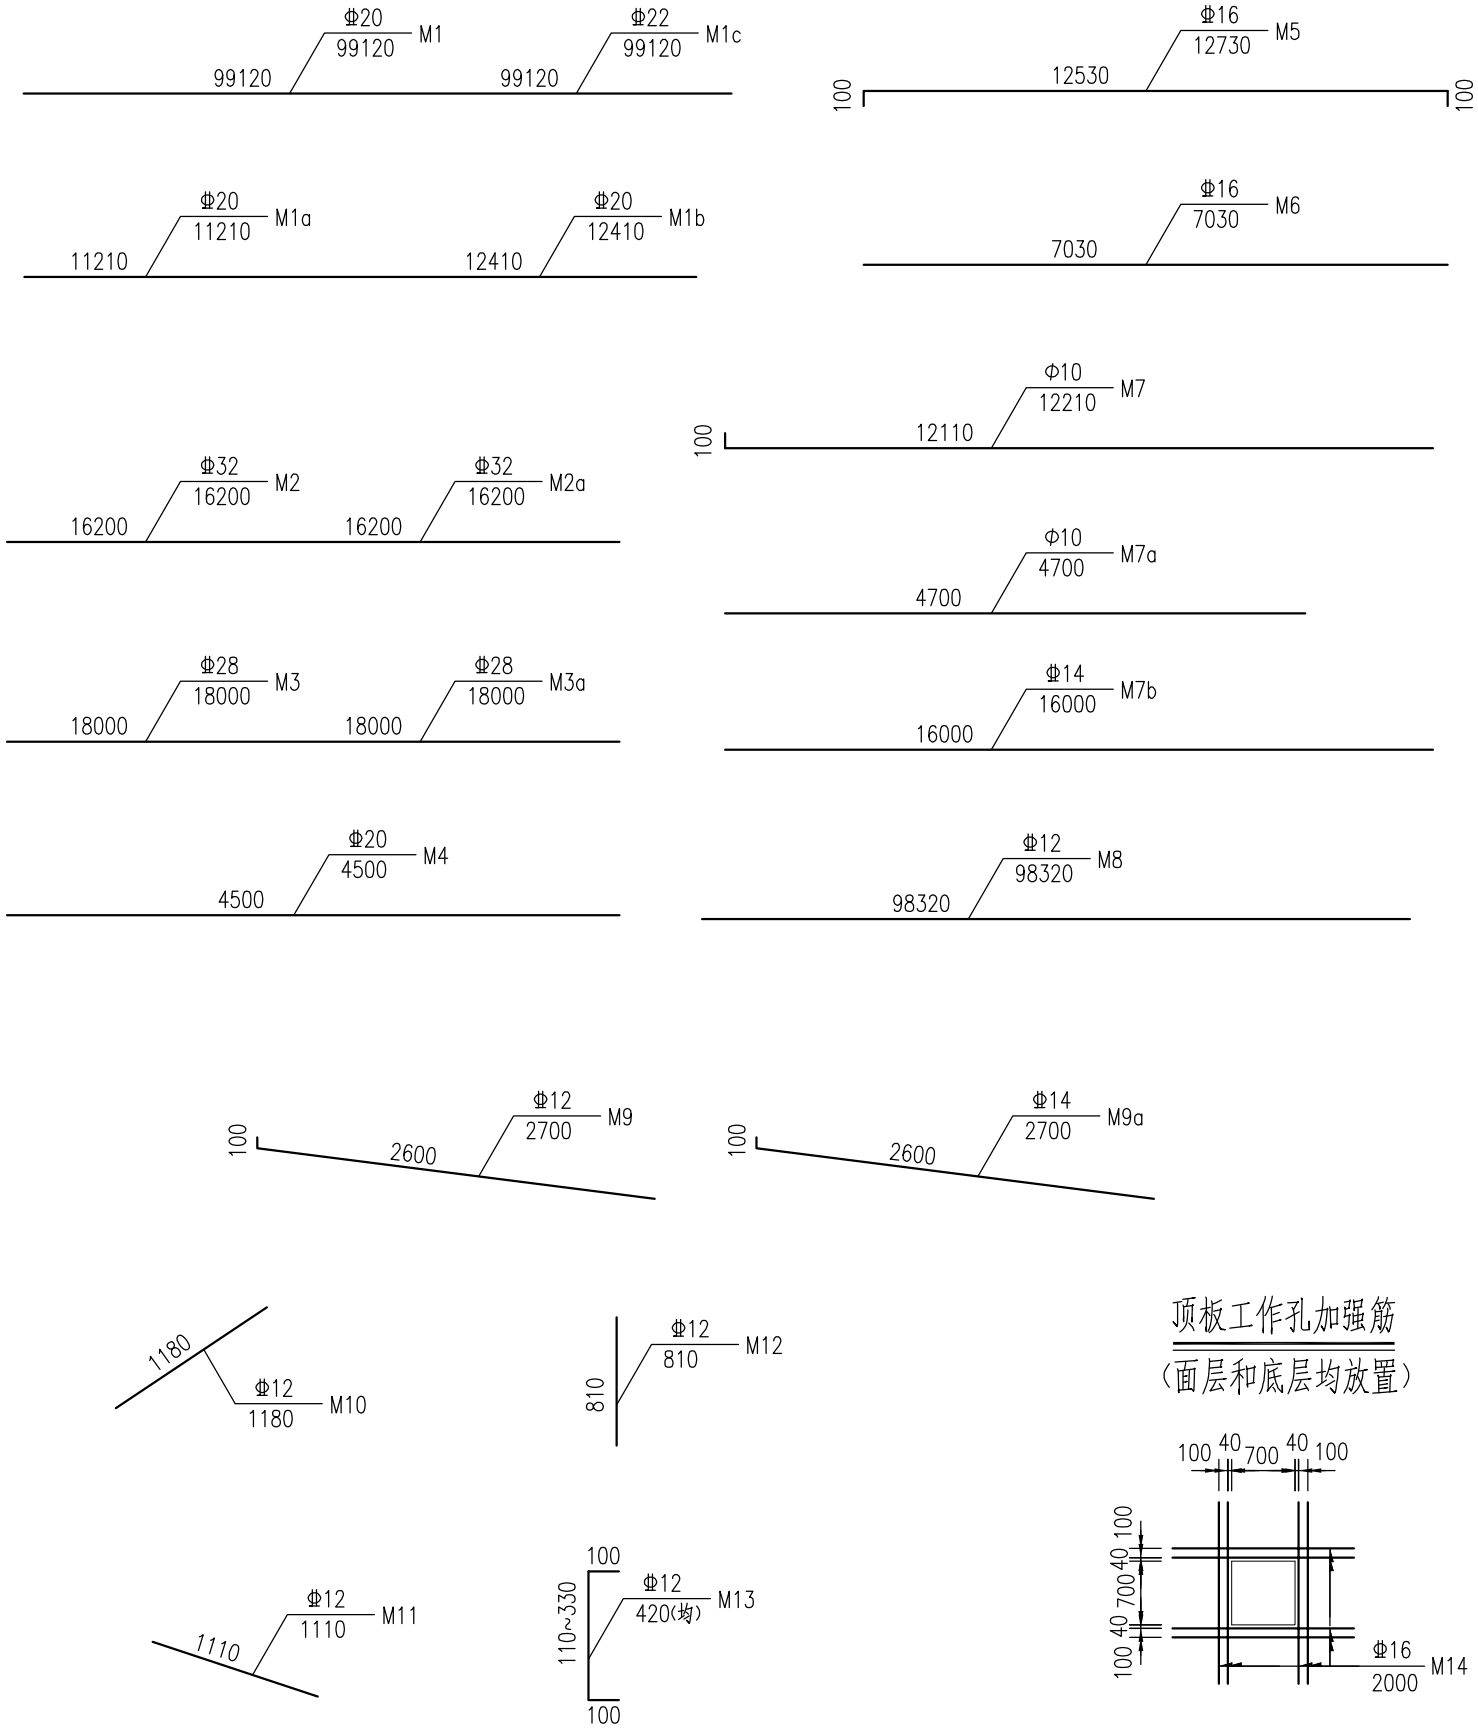 Φ20
99120 M1
99120
Φ22
99120 M1c
99120
Φ16
12730 M5
12530
100
100
Φ20
11210 M1a
11210
Φ20
12410 M1b
12410
Φ16
7030 M6
7030
Φ10
12210 M7
12110
100
Φ32
16200 M2
16200
Φ32
16200 M2a
16200
Φ10
4700 M7a
4700
Φ28
18000 M3
18000
Φ28
18000 M3a
18000
Φ14
16000 M7b
16000
Φ20
4500 M4
4500
Φ12
98320 M8
98320
Φ12
2700 M9
2600
100
Φ14
2700 M9a
2600
100
1180
Φ12
1180 M10
Φ12
810 M12
810
顶板工作孔加强筋
(面层和底层均放置)
100 40 700 40 100
100
40
700
40
100
Φ16
2000 M14
Φ12
1110 M11
1110
100
Φ12
420(均) M13
110~330
100